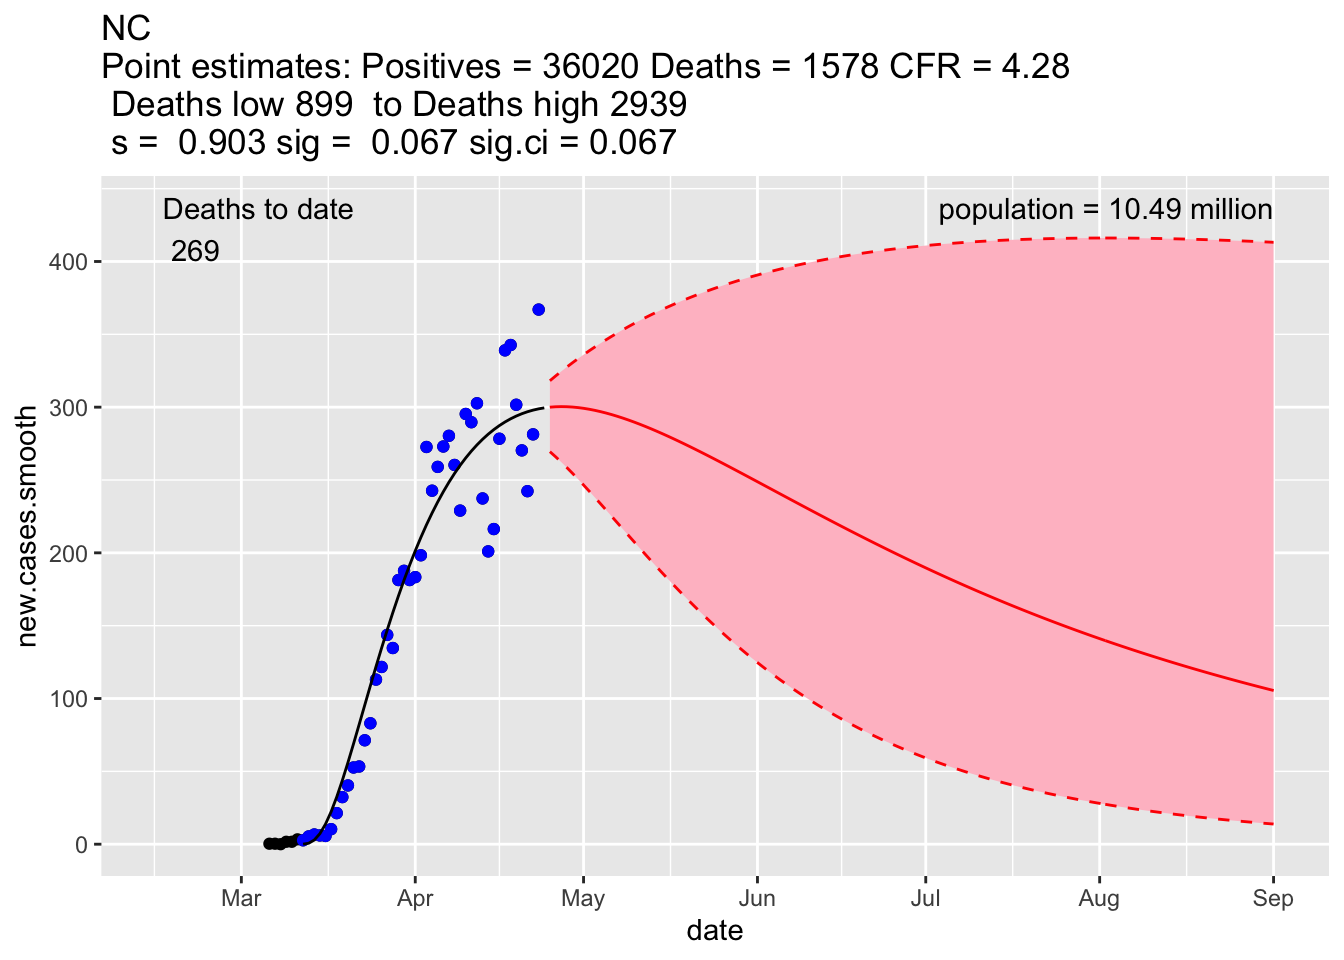 NC
Point estimates: Positives = 36020 Deaths = 1578 CFR = 4.28
Deaths low 899  to Deaths high 2939
s =  0.903 sig =  0.067 sig.ci = 0.067
Deaths to date
269
population = 10.49 million
400
300
200
100
0
new.cases.smooth
Mar Apr May Jun Jul Aug Sep
date